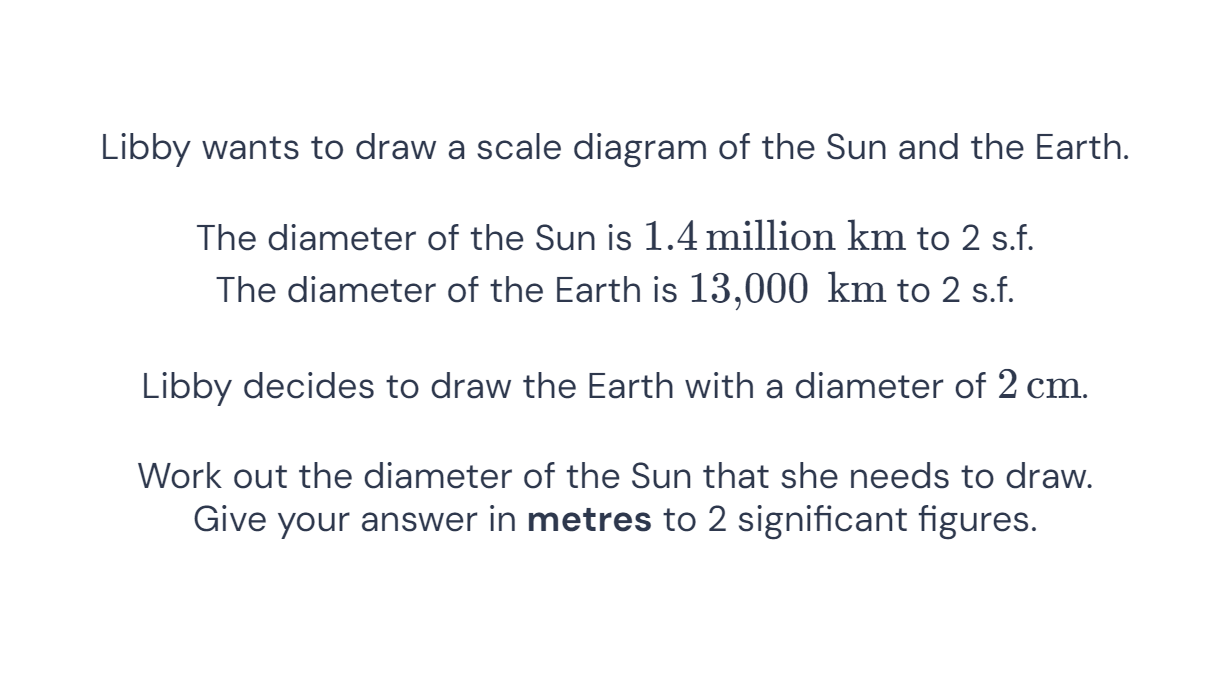 Libby wants to draw a scale diagram of the Sun and the Earth.
The diameter of the Sun is 1.4 million km to 2 s.f.
The diameter of the Earth is 13,000 km to 2 s.f.
Libby decides to draw the Earth with a diameter of 2 cm.
Work out the diameter of the Sun that she needs to draw.
Give your answer in metres to 2 significant figures.